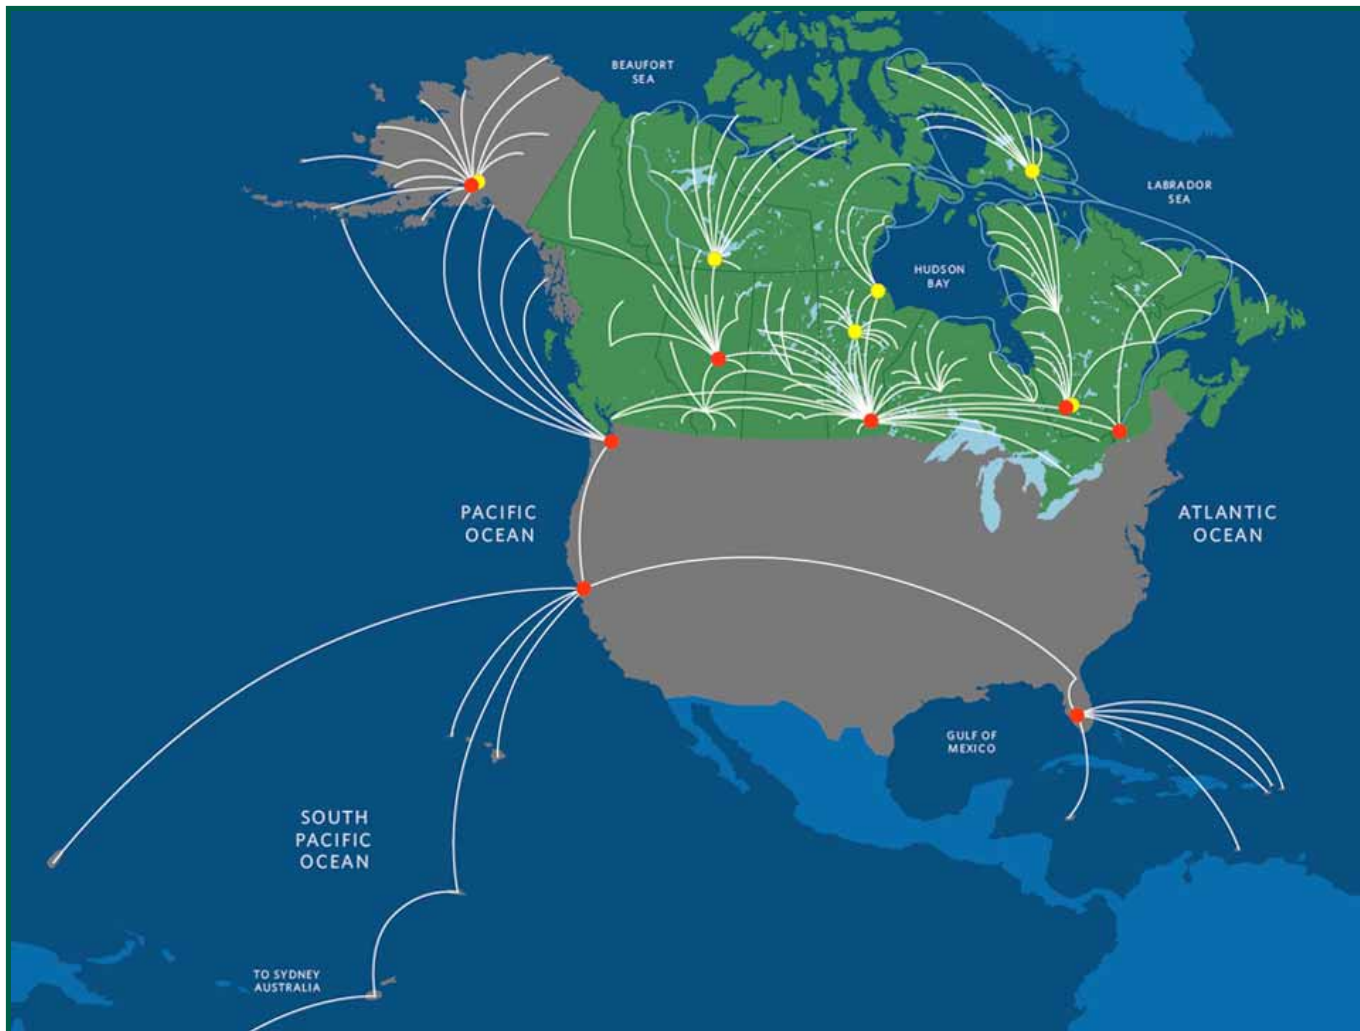 BEAUFORT
SEA
LABRADOR
SEA
HUDSON
BAY
PACIFIC
OCEAN
ATLANTIC
OCEAN
GULF OF
MEXICO
SOUTH
PACIFIC
OCEAN
TO SYDNEY
AUSTRALIA